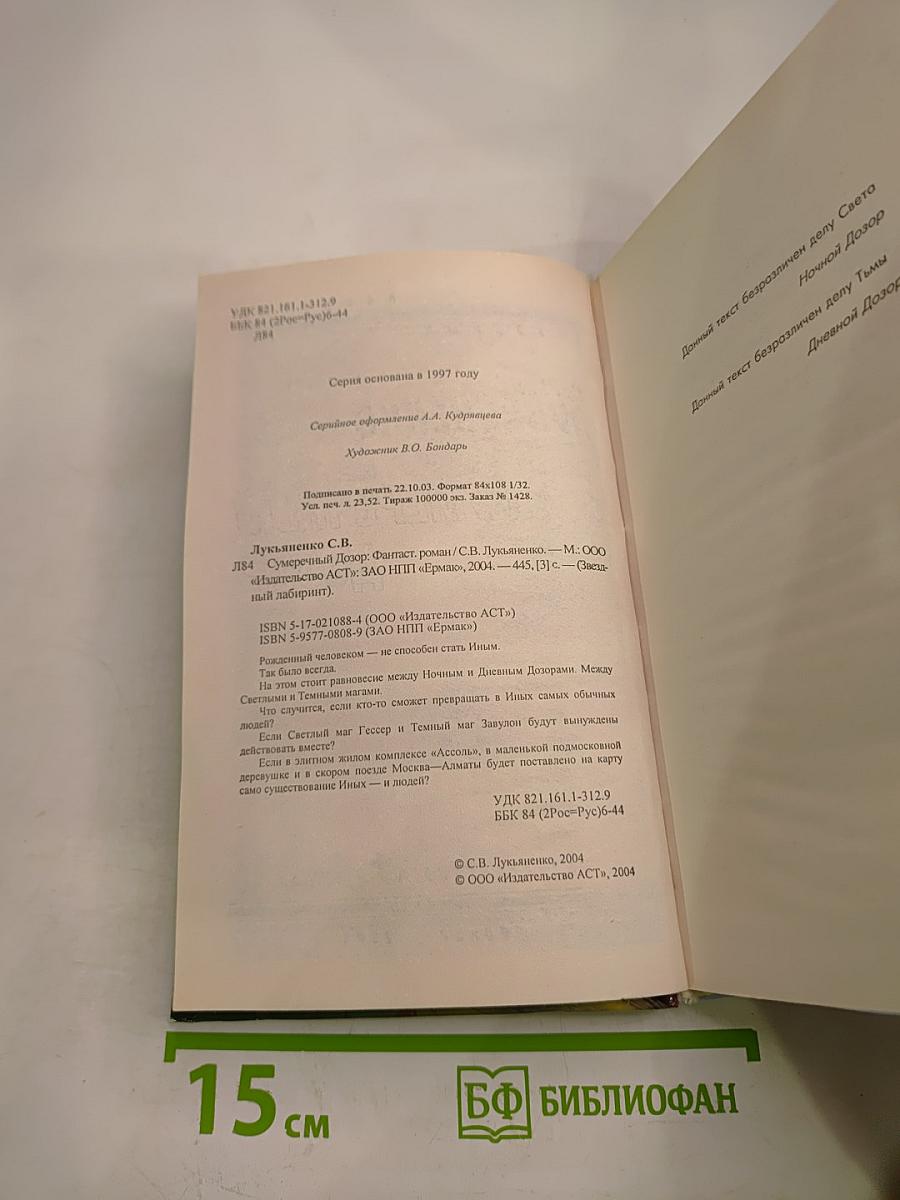 УДК 821.161.1-312.9
ББК 84 (2Рос=Рус)6-44
Л84
Серия основана в 1997 году
Серийное оформление А.А. Кудрявцева
Художник В.О. Бондарь
Подписано в печать 22.10.03. Формат 84x108 1/32.
Усл. печ. л. 23,52. Тираж 100000 экз. Заказ № 1428.
Лукьяненко С.В.
Л84 Сумеречный Дозор: Фантаст. роман / С.В. Лукьяненко. — М.: ООО
«Издательство АСТ»: ЗАО НПП «Ермак», 2004. — 445, [3] с. — (Звезд-
ный лабиринт).
ISBN 5-17-021088-4 (ООО «Издательство АСТ»)
ISBN 5-9577-0808-9 (ЗАО НПП «Ермак»)
Рожденный человеком — не способен стать Иным.
Так было всегда.
На этом стоит равновесие между Ночным и Дневным Дозорами. Между
Светлыми и Темными магами.
Что случится, если кто-то сможет превращать в Иных самых обычных
людей?
Если Светлый маг Гессер и Темный маг Завулон будут вынуждены
действовать вместе?
Если в элитном жилом комплексе «Ассоль», в маленькой подмосковной
деревушке и в скором поезде Москва—Алматы будет поставлено на карту
само существование Иных — и людей?
УДК 821.161.1-312.9
ББК 84 (2Рос=Рус)6-44
© С.В. Лукьяненко, 2004
© ООО «Издательство АСТ», 2004
Данный текст безразличен делу Света
Ночной Дозор
Данный текст безразличен делу Тьмы
Дневной Дозор
15 см
БФ БИБЛИОФАН